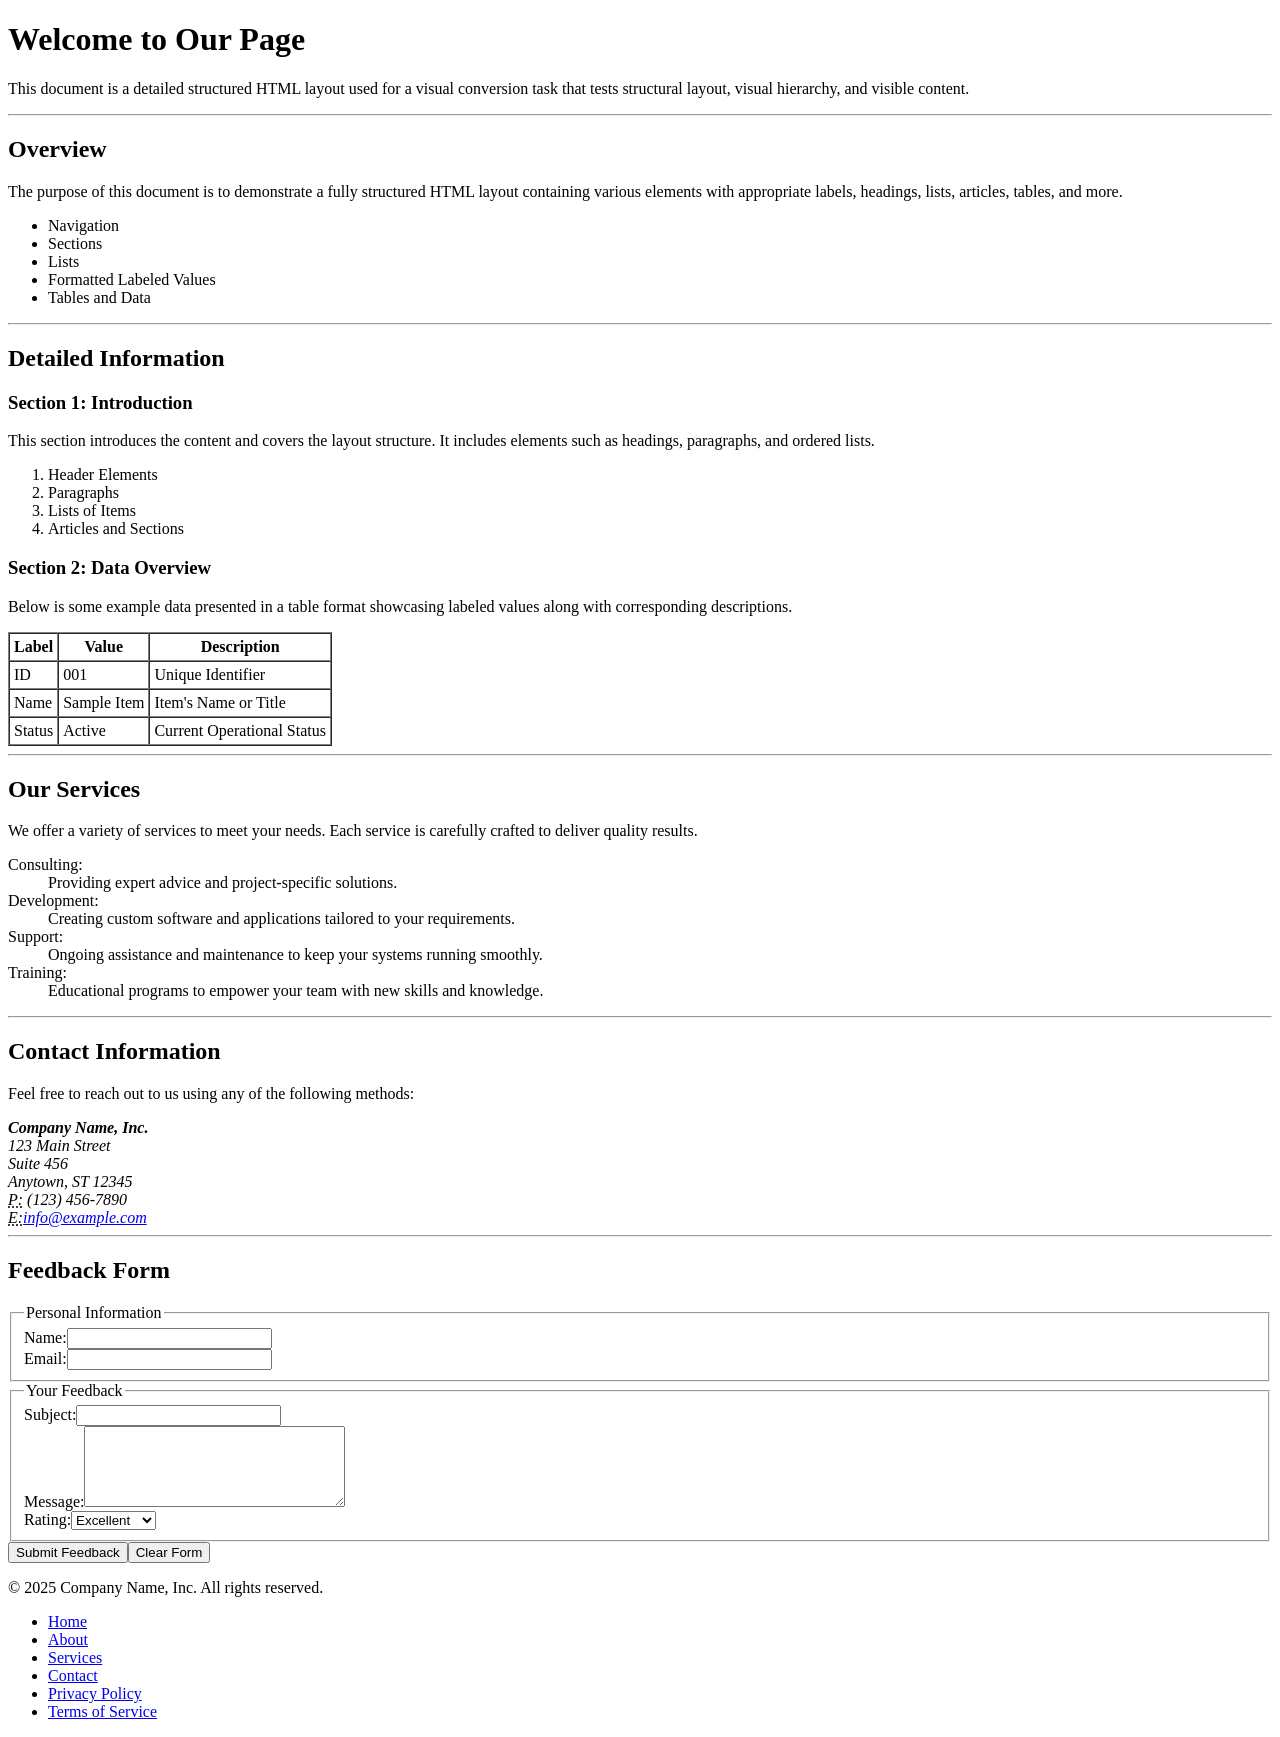 Welcome to Our Page
This document is a detailed structured HTML layout used for a visual conversion task that tests structural layout, visual hierarchy, and visible content.
Overview
The purpose of this document is to demonstrate a fully structured HTML layout containing various elements with appropriate labels, headings, lists, articles, tables, and more.
Navigation
Sections
Lists
Formatted Labeled Values
Tables and Data
Detailed Information
Section 1: Introduction
This section introduces the content and covers the layout structure. It includes elements such as headings, paragraphs, and ordered lists.
1. Header Elements
2. Paragraphs
3. Lists of Items
4. Articles and Sections
Section 2: Data Overview
Below is some example data presented in a table format showcasing labeled values along with corresponding descriptions.
Label Value Description
ID 001 Unique Identifier
Name Sample Item Item's Name or Title
Status Active Current Operational Status
Our Services
We offer a variety of services to meet your needs. Each service is carefully crafted to deliver quality results.
Consulting:
Providing expert advice and project-specific solutions.
Development:
Creating custom software and applications tailored to your requirements.
Support:
Ongoing assistance and maintenance to keep your systems running smoothly.
Training:
Educational programs to empower your team with new skills and knowledge.
Contact Information
Feel free to reach out to us using any of the following methods:
Company Name, Inc.
123 Main Street
Suite 456
Anytown, ST 12345
P: (123) 456-7890
E:info@example.com
Feedback Form
Personal Information
Name:
Email:
Your Feedback
Subject:
Message:
Rating: Excellent
Submit Feedback Clear Form
© 2025 Company Name, Inc. All rights reserved.
Home
About
Services
Contact
Privacy Policy
Terms of Service